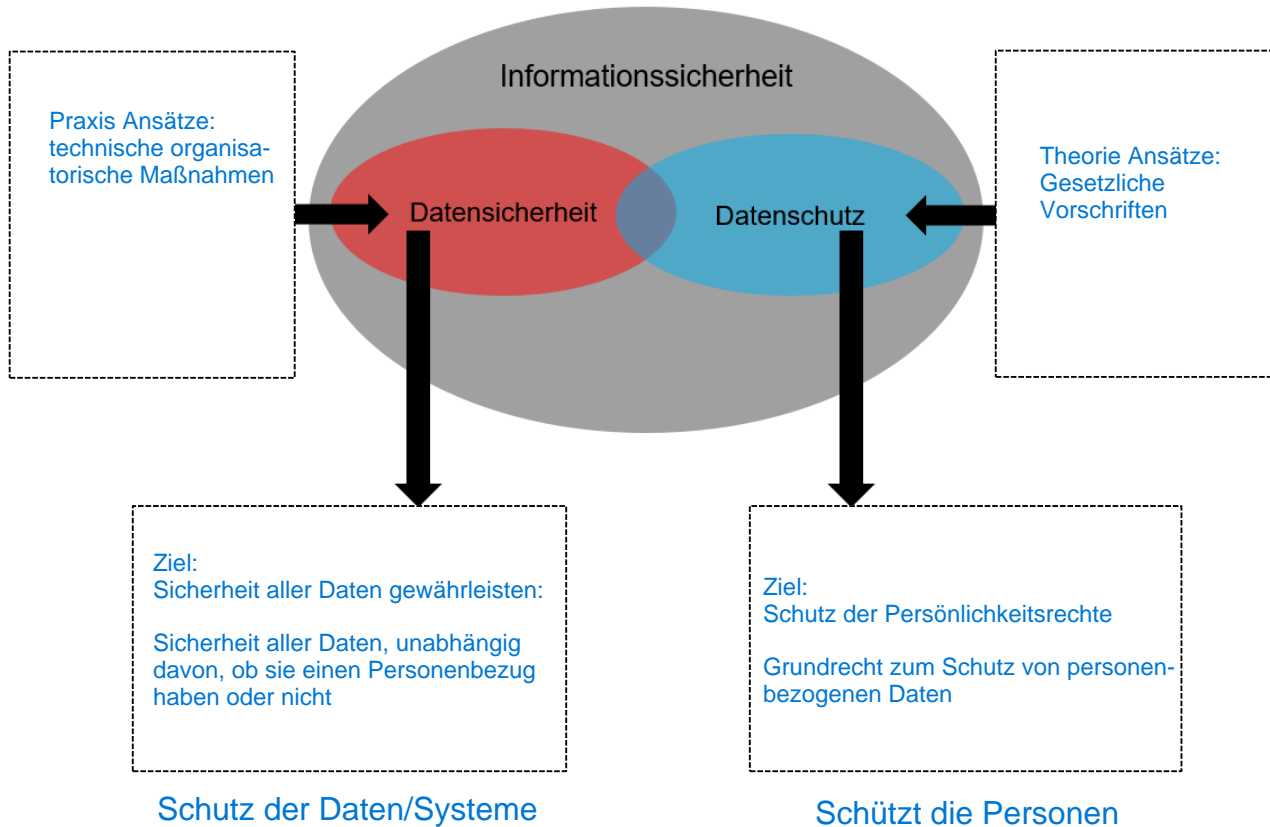 Informationssicherheit
Praxis Ansätze:
technische organisa-
torische Maßnahmen
Theorie Ansätze:
Gesetzliche
Vorschriften
Datensicherheit
Datenschutz
Ziel:
Sicherheit aller Daten gewährleisten:
Sicherheit aller Daten, unabhängig
davon, ob sie einen Personenbezug
haben oder nicht
Ziel:
Schutz der Persönlichkeitsrechte
Grundrecht zum Schutz von personen-
bezogenen Daten
Schutz der Daten/Systeme
Schützt die Personen